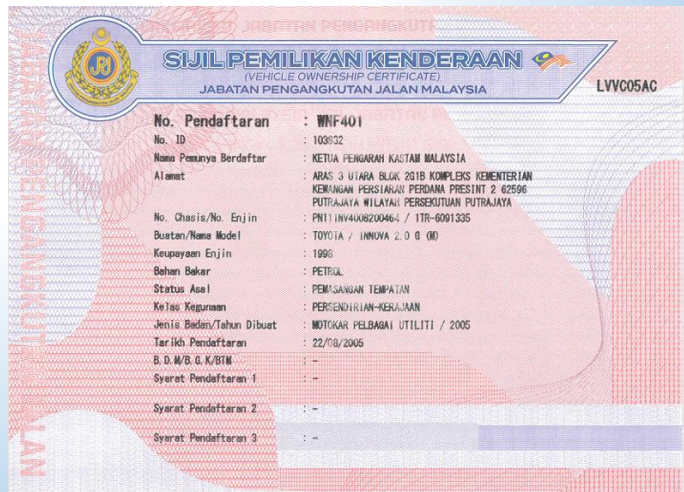 JABATAN PENGANGKUTAN JALAN
SIJIL PEMILIKAN KENDERAAN
(VEHICLE OWNERSHIP CERTIFICATE)
JABATAN PENGANGKUTAN JALAN MALAYSIA
LVVC05AC
No. Pendaftaran : WNF401
No. ID : 103832
Nama Pemunya Berdaftar : KETUA PENGARAH KASTAM MALAYSIA
Alamat : ARAS 3 UTARA BLOK 2G1B KOMPLEKS KEMENTERIAN
KEWANGAN PERSIARAN PERDANA PRESINT 2 62596
PUTRAJAYA WILAYAH PERSEKUTUAN PUTRAJAYA
No. Chasis/No. Enjin : PN111NV4008200464 / 1TR-6091335
Buatan/Nama Model : TOYOTA / INNOVA 2.0 G (M)
Keupayaan Enjin : 1998
Bahan Bakar : PETROL
Status Asal : PEMASANGAN TEMPATAN
Kelas Kegunaan : PERSENDIRIAN-KERAJAAN
Jenis Badan/Tahun Dibuat : MOTOKAR PELBAGAI UTILITI / 2005
Tarikh Pendaftaran : 22/08/2005
B.D.M/B.G.K/BTM : -
Syarat Pendaftaran 1 : -
Syarat Pendaftaran 2 : -
Syarat Pendaftaran 3 : -